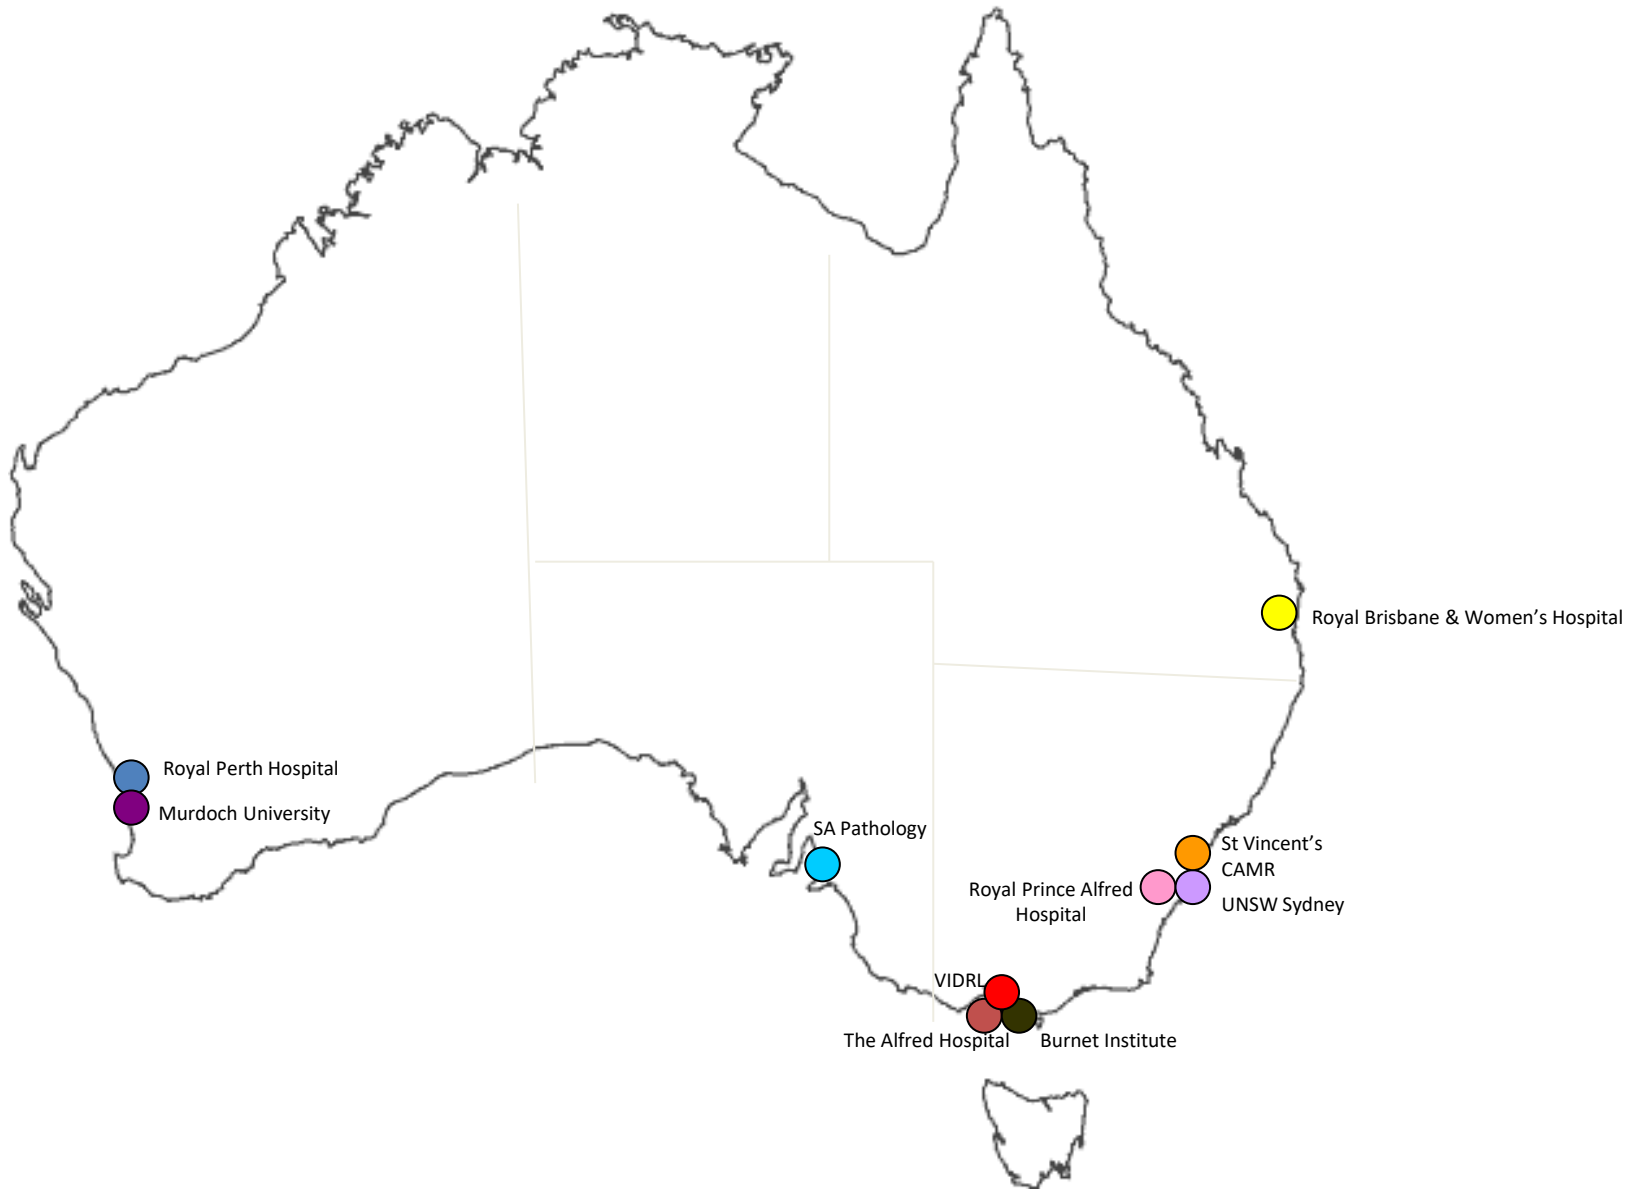 Royal Brisbane & Women’s Hospital
Royal Perth Hospital
Murdoch University
SA Pathology
St Vincent’s
CAMR
Royal Prince Alfred
Hospital
UNSW Sydney
VIDRL
The Alfred Hospital
Burnet Institute